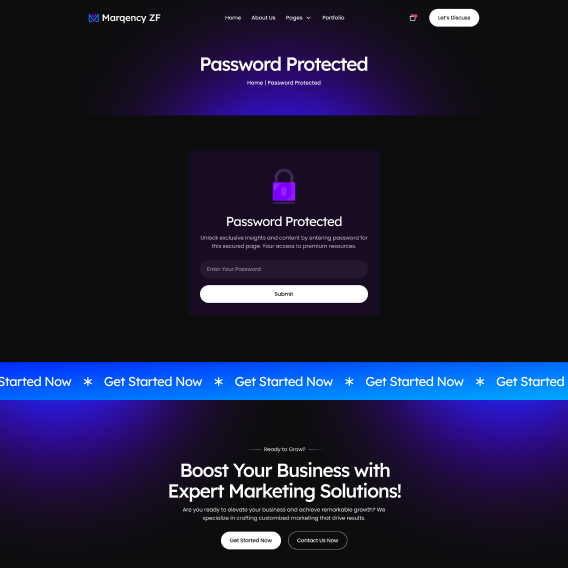 Marqency ZF
Home About Us Pages Portfolio
Let's Discuss
Password Protected
Home | Password Protected
Password Protected
Unlock exclusive insights and content by entering password for
this secured page. Your access to premium resources.
Enter Your Password
Submit
Started Now * Get Started Now * Get Started Now * Get Started Now * Get Started
Ready to Grow?
Boost Your Business with
Expert Marketing Solutions!
Are you ready to elevate your business and achieve remarkable growth? We
specialize in crafting customized marketing that drive results.
Get Started Now Contact Us Now